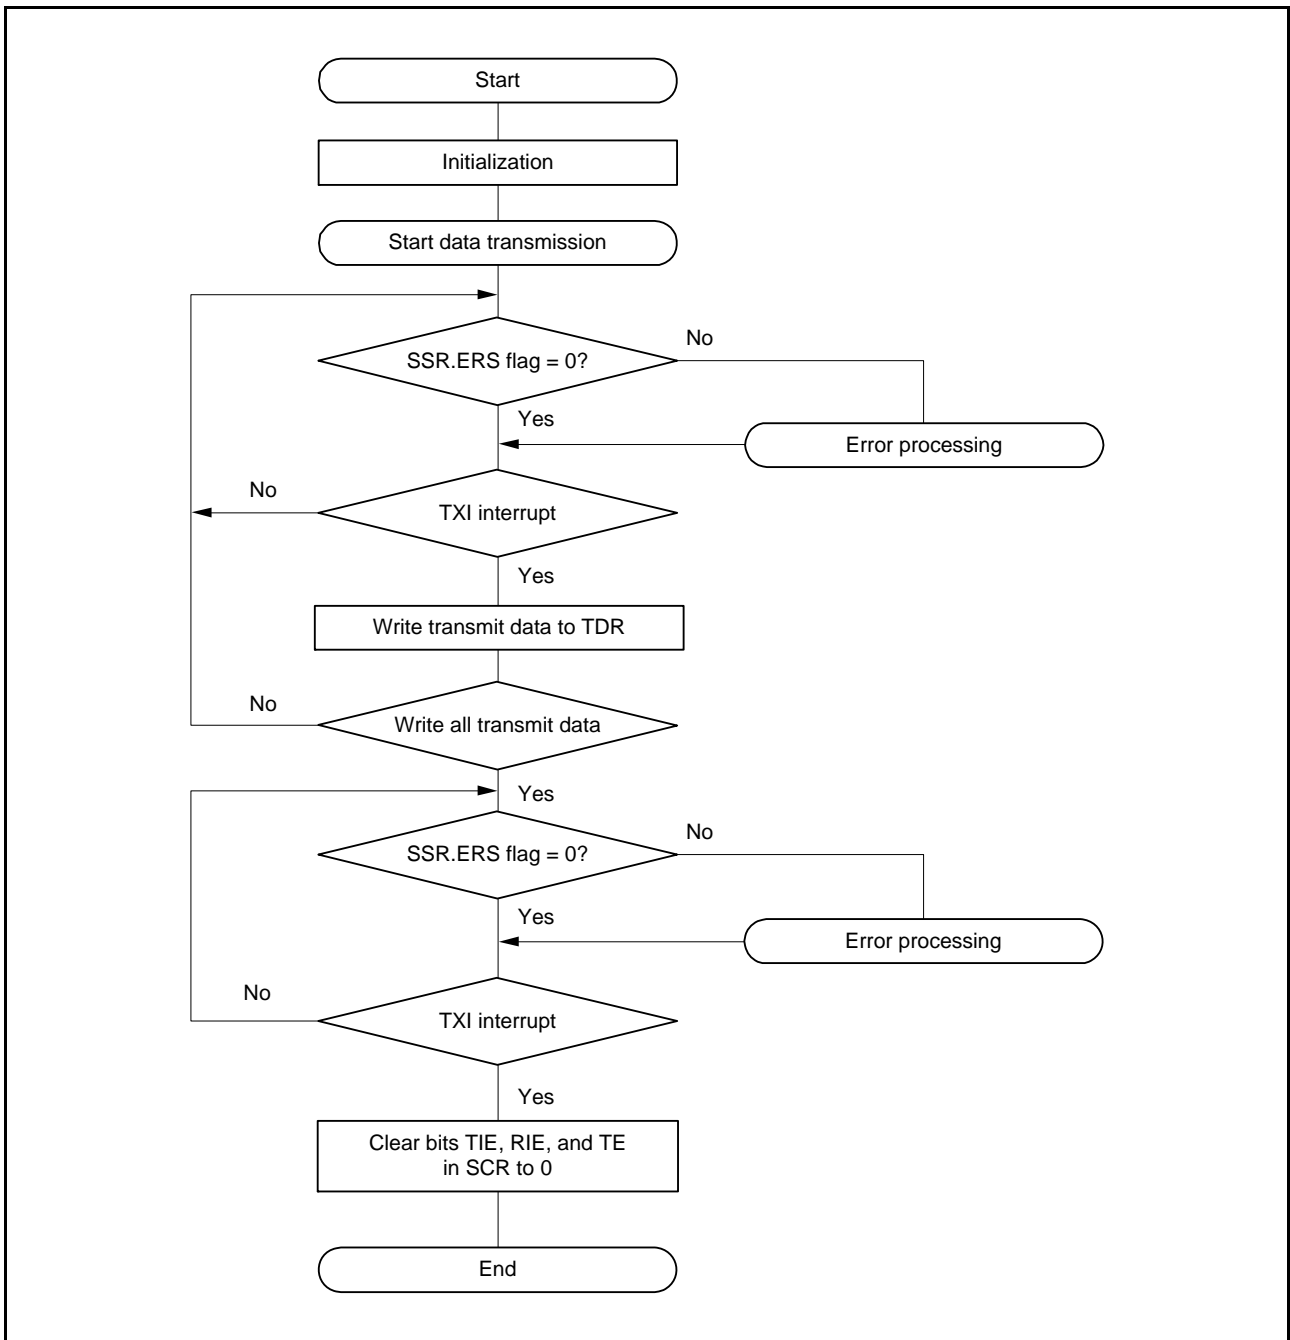 Start
Initialization
Start data transmission
SSR.ERS flag = 0?
No
Yes
Error processing
No
TXI interrupt
Yes
Write transmit data to TDR
No
Write all transmit data
Yes
SSR.ERS flag = 0?
No
Yes
Error processing
No
TXI interrupt
Yes
Clear bits TIE, RIE, and TE
in SCR to 0
End